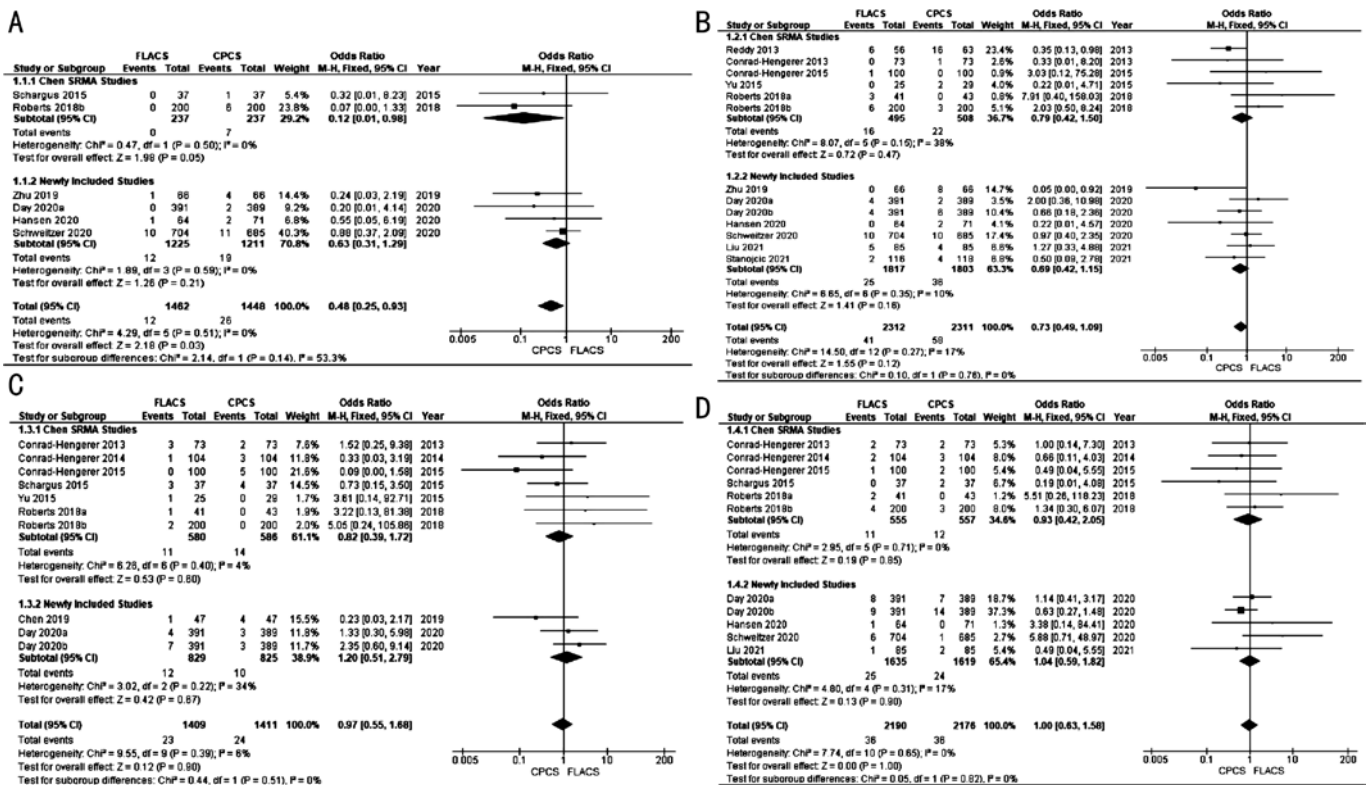 A
FLACS CPCS Odds Ratio Odds Ratio
Study or Subgroup Events Total Events Total Weight M-H, Fixed, 95% CI Year M-H, Fixed, 95% CI
1.1.1 Chen SRMA Studies
Schargus 2015 0 37 1 37 5.4% 0.32 [0.01, 8.23] 2015
Roberts 2018b 0 200 6 200 23.8% 0.07 [0.00, 1.33] 2018
Subtotal (95% CI) 237 237 29.2% 0.12 [0.01, 0.98]
Total events 0 7
Heterogeneity: Chi² = 0.47, df = 1 (P = 0.50); I² = 0%
Test for overall effect: Z = 1.98 (P = 0.05)
1.1.2 Newly Included Studies
Zhu 2019 1 66 4 66 14.4% 0.24 [0.03, 2.19] 2019
Day 2020a 0 391 2 389 9.2% 0.20 [0.01, 4.14] 2020
Hansen 2020 1 64 2 71 6.8% 0.55 [0.05, 6.19] 2020
Schweitzer 2020 10 704 11 685 40.3% 0.88 [0.37, 2.09] 2020
Subtotal (95% CI) 1225 1211 70.8% 0.63 [0.31, 1.29]
Total events 12 19
Heterogeneity: Chi² = 1.89, df = 3 (P = 0.59); I² = 0%
Test for overall effect: Z = 1.26 (P = 0.21)
Total (95% CI) 1462 1448 100.0% 0.48 [0.25, 0.93]
Total events 12 26
Heterogeneity: Chi² = 4.29, df = 5 (P = 0.51); I² = 0%
Test for overall effect: Z = 2.18 (P = 0.03)
Test for subgroup differences: Chi² = 2.14, df = 1 (P = 0.14), I² = 53.3%
0.005 0.1 1 10 200
CPCS FLACS
B
FLACS CPCS Odds Ratio Odds Ratio
Study or Subgroup Events Total Events Total Weight M-H, Fixed, 95% CI Year M-H, Fixed, 95% CI
1.2.1 Chen SRMA Studies
Reddy 2013 6 56 16 63 23.4% 0.35 [0.13, 0.98] 2013
Conrad-Hengerer 2013 0 73 1 73 2.6% 0.33 [0.01, 8.20] 2013
Conrad-Hengerer 2015 1 100 0 100 0.9% 3.03 [0.12, 75.28] 2015
Yu 2015 0 25 2 29 4.0% 0.22 [0.01, 4.71] 2015
Roberts 2018a 3 41 0 43 0.8% 7.91 [0.40, 158.03] 2018
Roberts 2018b 6 200 3 200 5.1% 2.03 [0.50, 8.24] 2018
Subtotal (95% CI) 495 508 36.7% 0.79 [0.42, 1.50]
Total events 16 22
Heterogeneity: Chi² = 8.07, df = 5 (P = 0.15); I² = 38%
Test for overall effect: Z = 0.72 (P = 0.47)
1.2.2 Newly Included Studies
Zhu 2019 0 66 8 66 14.7% 0.05 [0.00, 0.92] 2019
Day 2020a 4 391 2 389 3.5% 2.00 [0.36, 10.98] 2020
Day 2020b 4 391 6 389 10.4% 0.66 [0.18, 2.36] 2020
Hansen 2020 0 64 2 71 4.1% 0.22 [0.01, 4.57] 2020
Schweitzer 2020 10 704 10 685 17.4% 0.97 [0.40, 2.35] 2020
Liu 2021 5 85 4 85 6.6% 1.27 [0.33, 4.88] 2021
Stanojcic 2021 2 116 4 118 6.8% 0.50 [0.09, 2.78] 2021
Subtotal (95% CI) 1817 1803 63.3% 0.69 [0.42, 1.15]
Total events 25 36
Heterogeneity: Chi² = 6.65, df = 6 (P = 0.35); I² = 10%
Test for overall effect: Z = 1.41 (P = 0.16)
Total (95% CI) 2312 2311 100.0% 0.73 [0.49, 1.09]
Total events 41 58
Heterogeneity: Chi² = 14.50, df = 12 (P = 0.27); I² = 17%
Test for overall effect: Z = 1.55 (P = 0.12)
Test for subgroup differences: Chi² = 0.10, df = 1 (P = 0.76), I² = 0%
0.005 0.1 1 10 200
CPCS FLACS
C
FLACS CPCS Odds Ratio Odds Ratio
Study or Subgroup Events Total Events Total Weight M-H, Fixed, 95% CI Year M-H, Fixed, 95% CI
1.3.1 Chen SRMA Studies
Conrad-Hengerer 2013 3 73 2 73 7.6% 1.52 [0.25, 9.38] 2013
Conrad-Hengerer 2014 1 104 3 104 11.8% 0.33 [0.03, 3.19] 2014
Conrad-Hengerer 2015 0 100 5 100 21.6% 0.09 [0.00, 1.58] 2015
Schargus 2015 3 37 4 37 14.5% 0.73 [0.15, 3.50] 2015
Yu 2015 1 25 0 29 1.7% 3.61 [0.14, 92.71] 2015
Roberts 2018a 1 41 0 43 1.9% 3.22 [0.13, 81.38] 2018
Roberts 2018b 2 200 0 200 2.0% 5.05 [0.24, 105.86] 2018
Subtotal (95% CI) 580 586 61.1% 0.82 [0.39, 1.72]
Total events 11 14
Heterogeneity: Chi² = 6.26, df = 6 (P = 0.40); I² = 4%
Test for overall effect: Z = 0.53 (P = 0.60)
1.3.2 Newly Included Studies
Chen 2019 1 47 4 47 15.5% 0.23 [0.03, 2.17] 2019
Day 2020a 4 391 3 389 11.7% 1.33 [0.30, 5.98] 2020
Day 2020b 7 391 3 389 11.7% 2.35 [0.60, 9.14] 2020
Subtotal (95% CI) 829 825 38.9% 1.20 [0.51, 2.79]
Total events 12 10
Heterogeneity: Chi² = 3.02, df = 2 (P = 0.22); I² = 34%
Test for overall effect: Z = 0.42 (P = 0.67)
Total (95% CI) 1409 1411 100.0% 0.97 [0.55, 1.68]
Total events 23 24
Heterogeneity: Chi² = 9.55, df = 9 (P = 0.39); I² = 6%
Test for overall effect: Z = 0.12 (P = 0.90)
Test for subgroup differences: Chi² = 0.44, df = 1 (P = 0.51), I² = 0%
0.005 0.1 1 10 200
CPCS FLACS
D
FLACS CPCS Odds Ratio Odds Ratio
Study or Subgroup Events Total Events Total Weight M-H, Fixed, 95% CI Year M-H, Fixed, 95% CI
1.4.1 Chen SRMA Studies
Conrad-Hengerer 2013 2 73 2 73 5.3% 1.00 [0.14, 7.30] 2013
Conrad-Hengerer 2014 2 104 3 104 8.0% 0.66 [0.11, 4.03] 2014
Conrad-Hengerer 2015 1 100 2 100 5.4% 0.49 [0.04, 5.55] 2015
Schargus 2015 0 37 2 37 6.7% 0.19 [0.01, 4.08] 2015
Roberts 2018a 2 41 0 43 1.2% 5.51 [0.26, 118.23] 2018
Roberts 2018b 4 200 3 200 8.0% 1.34 [0.30, 6.07] 2018
Subtotal (95% CI) 555 557 34.6% 0.93 [0.42, 2.05]
Total events 11 12
Heterogeneity: Chi² = 2.95, df = 5 (P = 0.71); I² = 0%
Test for overall effect: Z = 0.19 (P = 0.85)
1.4.2 Newly Included Studies
Day 2020a 8 391 7 389 18.7% 1.14 [0.41, 3.17] 2020
Day 2020b 9 391 14 389 37.3% 0.63 [0.27, 1.48] 2020
Hansen 2020 1 64 0 71 1.3% 3.38 [0.14, 84.41] 2020
Schweitzer 2020 6 704 1 685 2.7% 5.88 [0.71, 48.97] 2020
Liu 2021 1 85 2 85 5.4% 0.49 [0.04, 5.55] 2021
Subtotal (95% CI) 1635 1619 65.4% 1.04 [0.59, 1.82]
Total events 25 24
Heterogeneity: Chi² = 4.80, df = 4 (P = 0.31); I² = 17%
Test for overall effect: Z = 0.13 (P = 0.90)
Total (95% CI) 2190 2176 100.0% 1.00 [0.63, 1.58]
Total events 36 36
Heterogeneity: Chi² = 7.74, df = 10 (P = 0.65); I² = 0%
Test for overall effect: Z = 0.00 (P = 1.00)
Test for subgroup differences: Chi² = 0.05, df = 1 (P = 0.82), I² = 0%
0.005 0.1 1 10 200
CPCS FLACS